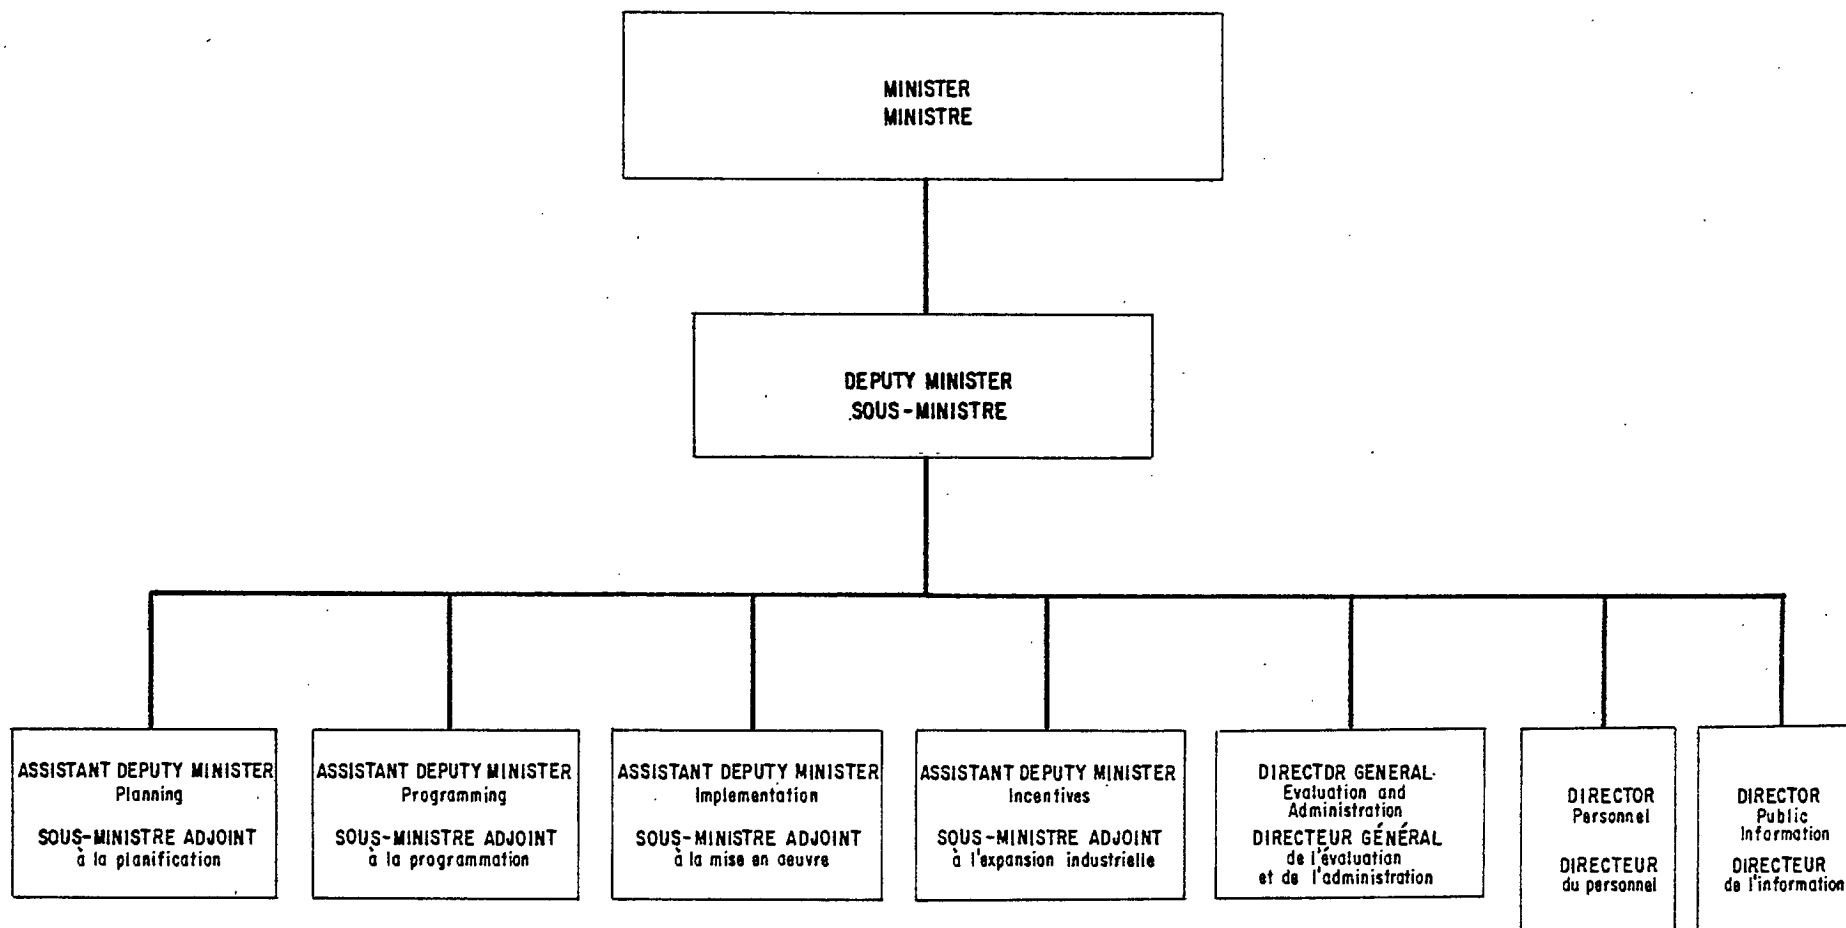 MINISTER
MINISTRE
DEPUTY MINISTER
SOUS-MINISTRE
ASSISTANT DEPUTY MINISTER
Planning
SOUS-MINISTRE ADJOINT
à la planification
ASSISTANT DEPUTY MINISTER
Programming
SOUS-MINISTRE ADJOINT
à la programmation
ASSISTANT DEPUTY MINISTER
Implementation
SOUS-MINISTRE ADJOINT
à la mise en oeuvre
ASSISTANT DEPUTY MINISTER
Incentives
SOUS-MINISTRE ADJOINT
à l'expansion industrielle
DIRECTOR GENERAL
Evaluation and
Administration
DIRECTEUR GÉNÉRAL
de l'évaluation
et de l'administration
DIRECTOR
Personnel
DIRECTEUR
du personnel
DIRECTOR
Public
Information
DIRECTEUR
de l'information